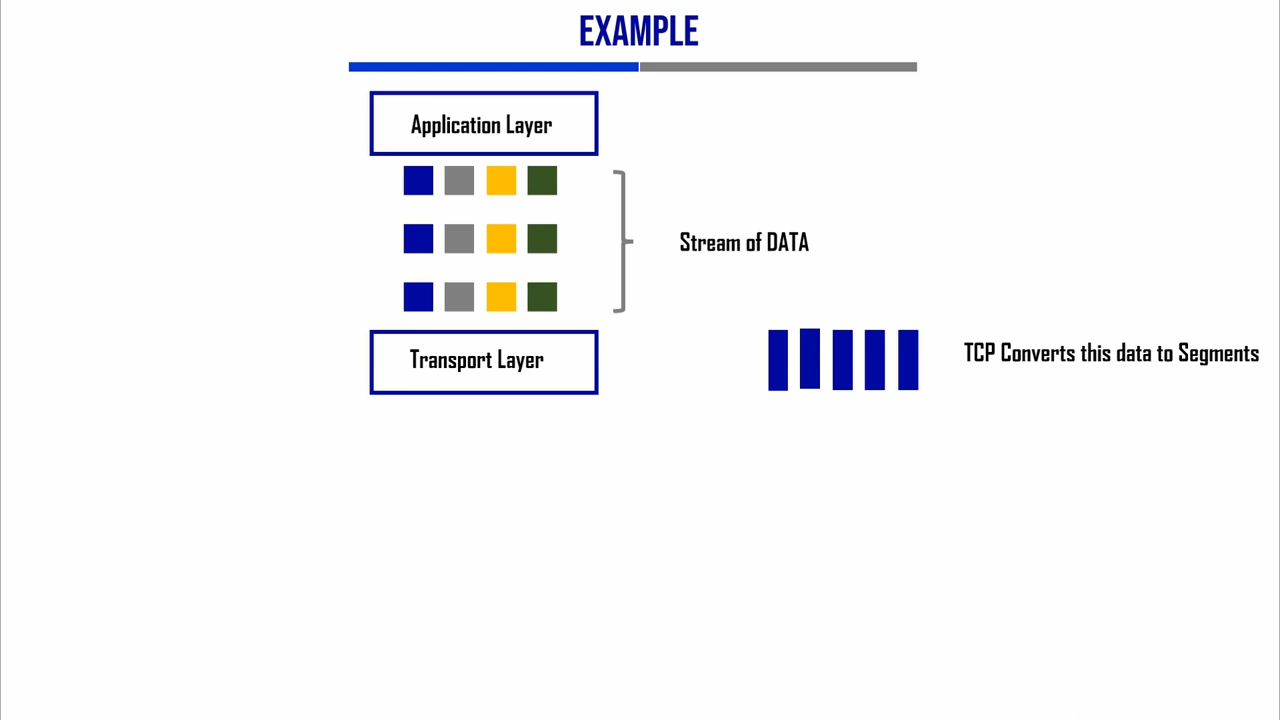 EXAMPLE
Application Layer
Stream of DATA
Transport Layer
TCP Converts this data to Segments